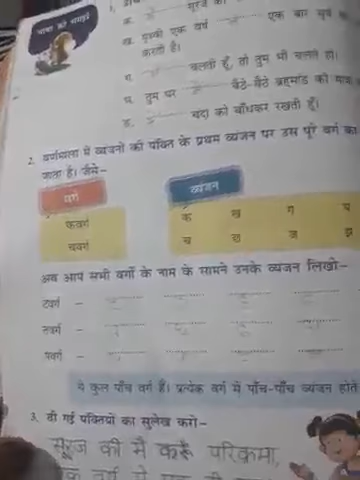 भाषा की समझ
ख. पृथ्वी एक वर्ष एक बार सूर्य
करती है।
ग. चलती हूँ, तो तुम भी चलते हो।
घ. तुम घर बैठे-बैठे ब्रह्मांड की
ङ. चंदा को बाँधकर रखती हूँ।
2. वर्णमाला में व्यंजनों की पंक्ति के प्रथम व्यंजन पर उस पूरे वर्ग का
जाता है। जैसे–
वर्ग व्यंजन
कवर्ग क ख ग घ
चवर्ग च छ ज झ
अब आप सभी वर्गों के नाम के सामने उनके व्यंजन लिखो–
टवर्ग –
तवर्ग –
पवर्ग –
ये कुल पाँच वर्ग हैं। प्रत्येक वर्ग में पाँच-पाँच व्यंजन होते
3. दी गई पंक्तियों का सुलेख करो–
सूरज की मैं करूँ परिक्रमा,